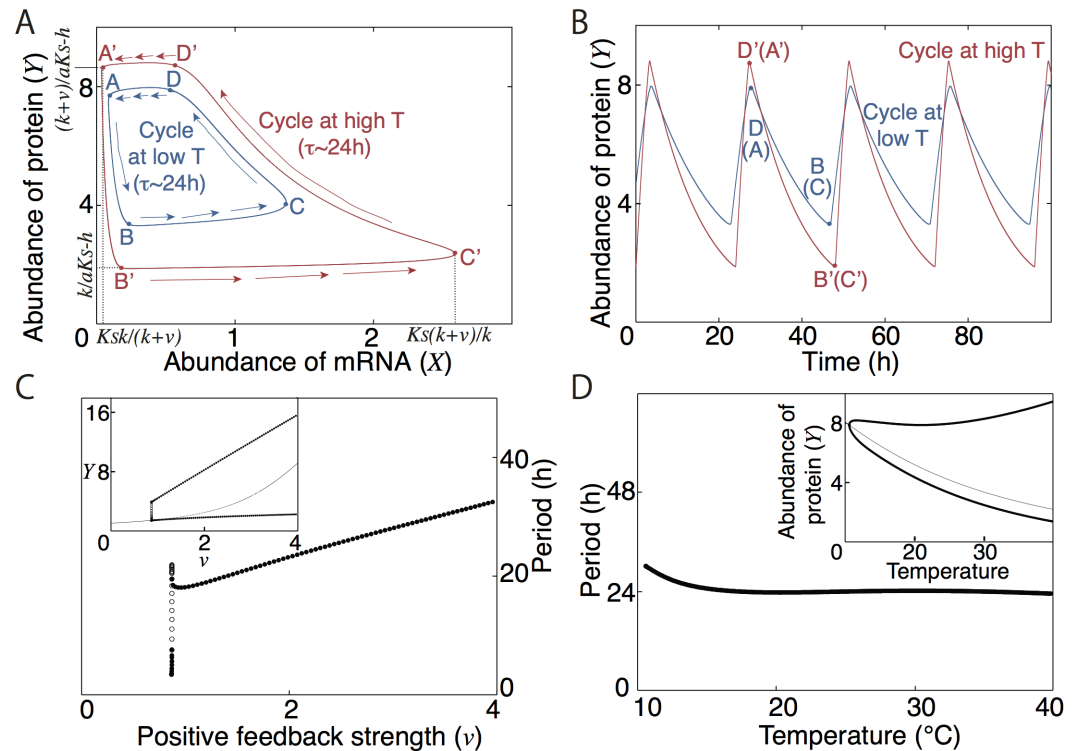 A
Abundance of protein (Y)
(k+v)/aKs-h
8
4
k/aKs-h
A'
D'
A
D
Cycle
at low T
(τ~24h)
Cycle at high T
(τ~24h)
B
C
B'
C'
Ksk/(k+v)
1
2
Ks(k+v)/k
Abundance of mRNA (X)
B
Abundance of protein (Y)
8
4
0
D'(A')
Cycle at high T
D
(A)
B
(C)
Cycle at
low T
B'(C')
0
20
40
60
80
Time (h)
C
16
Y 8
0
2
4
v
40
20
0
Period (h)
0
2
4
Positive feedback strength (v)
D
Period (h)
48
24
0
Abundance of
protein (Y)
8
4
0
20
30
Temperature
10
20
30
40
Temperature (°C)